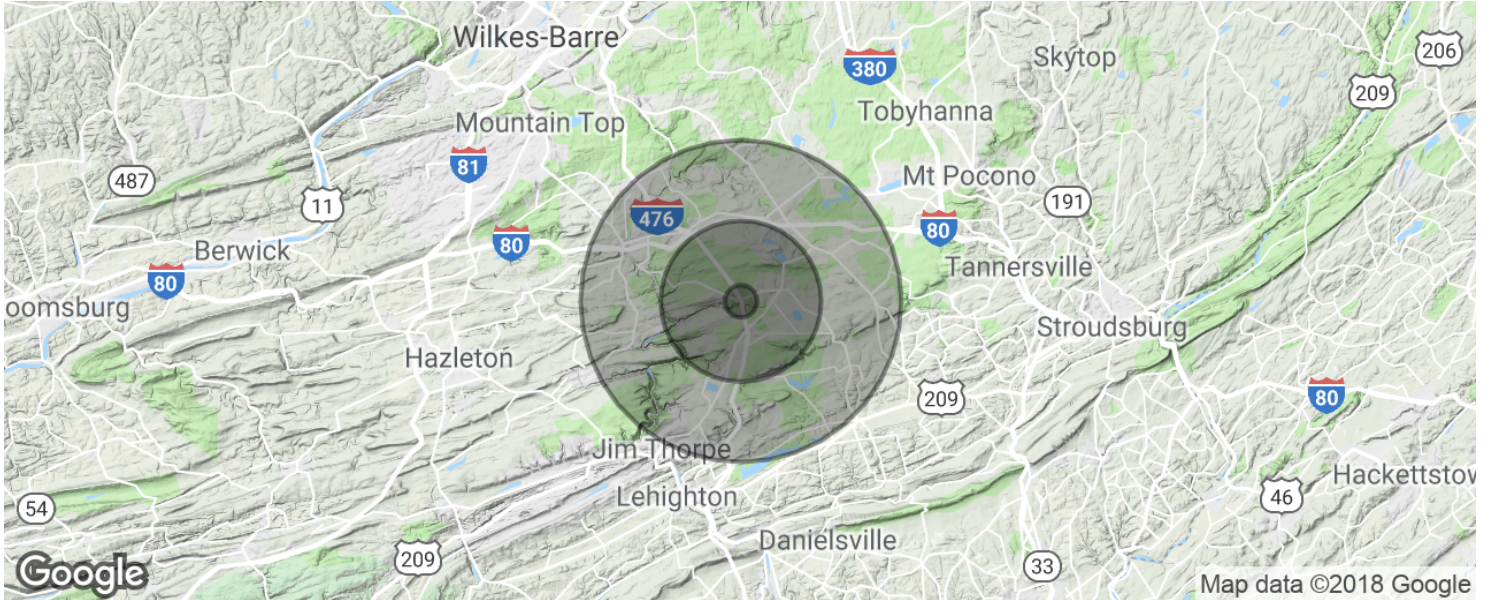 Wilkes-Barre
206
Skytop
380
209
Tobyhanna
Mountain Top
81
487
Mt Pocono
191
11
476
80
80
Berwick
80
Tannersville
oomsburg
Stroudsburg
Hazleton
209
80
Jim Thorpe
Hackettstow
Lehighton
46
54
Danielsville
209
33
Google
Map data ©2018 Google